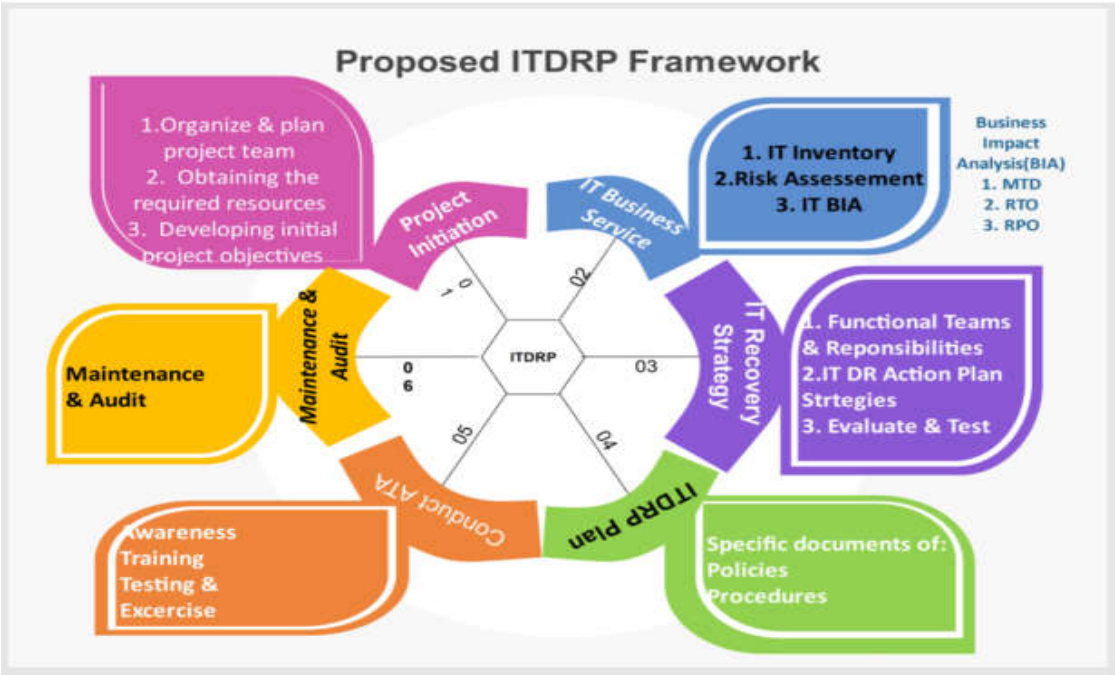 Proposed ITDRP Framework
1.Organize & plan
project team
2. Obtaining the
required resources
3. Developing initial
project objectives
Project
Initiation
01
IT Business
Service
02
1. IT Inventory
2.Risk Assessement
3. IT BIA
Business
Impact
Analysis(BIA)
1. MTD
2. RTO
3. RPO
IT Recovery
Strategy
03
1. Functional Teams
& Reponsibilities
2.IT DR Action Plan
Strtegies
3. Evaluate & Test
ITDRP
ITDRP Plan
04
Specific documents of:
Policies
Procedures
Conduct ATA
05
Awareness
Training
Testing &
Excercise
Maintenance &
Audit
06
Maintenance
& Audit